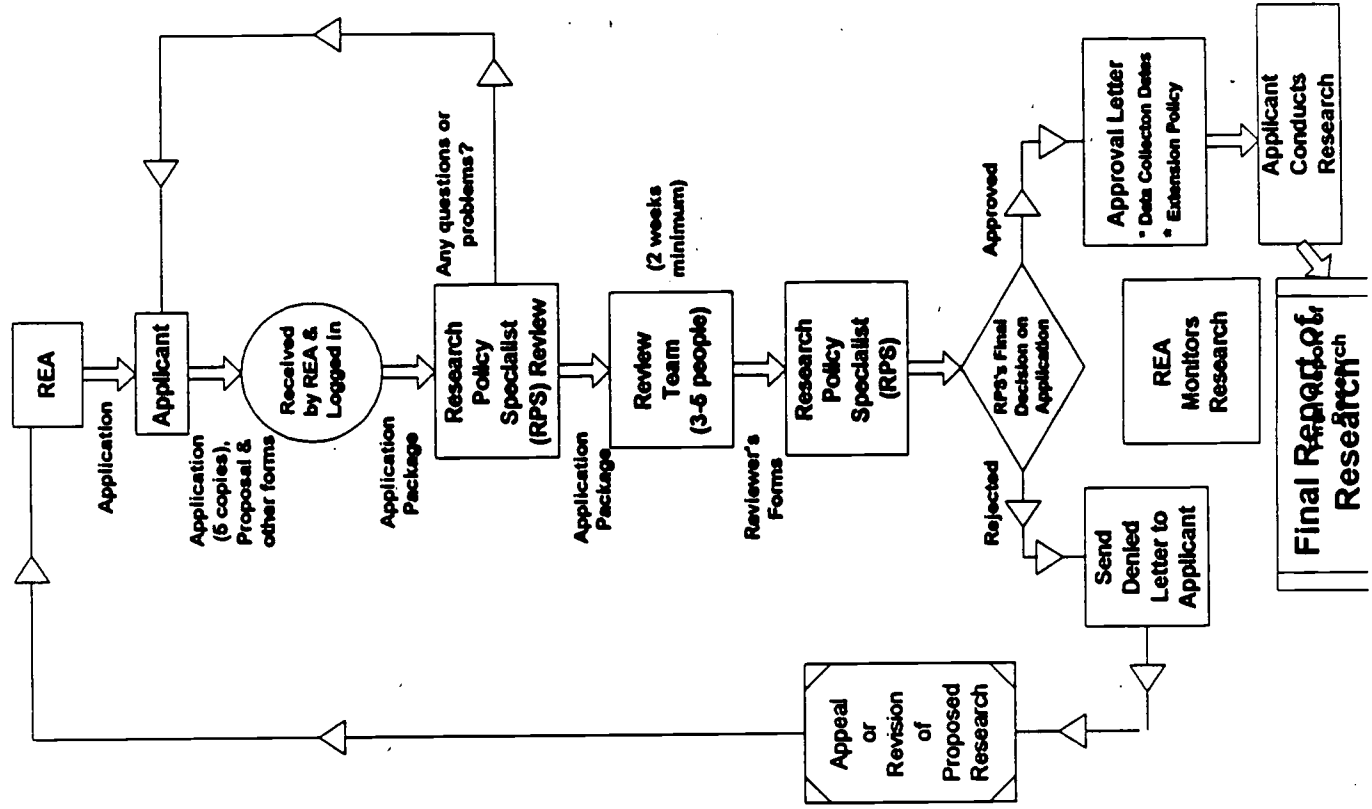 REA
Application
Applicant
Application
(5 copies),
Proposal &
other forms
Received
by REA &
Logged in
Application
Package
Research
Policy
Specialist
(RPS) Review
Any questions or
problems?
Application
Package
Review
Team
(3-5 people)
(2 weeks
minimum)
Reviewer's
Forms
Research
Policy
Specialist
(RPS)
RPS's Final
Decision on
Application
Rejected
Approved
Send
Denied
Letter to
Applicant
Appeal
or
Revision
of
Proposed
Research
Approval Letter
* Data Collecton Dates
* Extension Policy
REA
Monitors
Research
Applicant
Conducts
Research
Final Report Of
Research